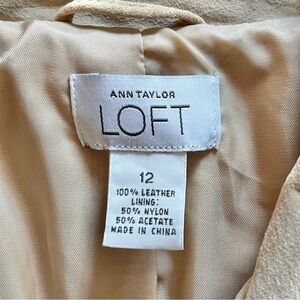 ANN TAYLOR
LOFT
12
100% LEATHER
LINING:
50% NYLON
50% ACETATE
MADE IN CHINA